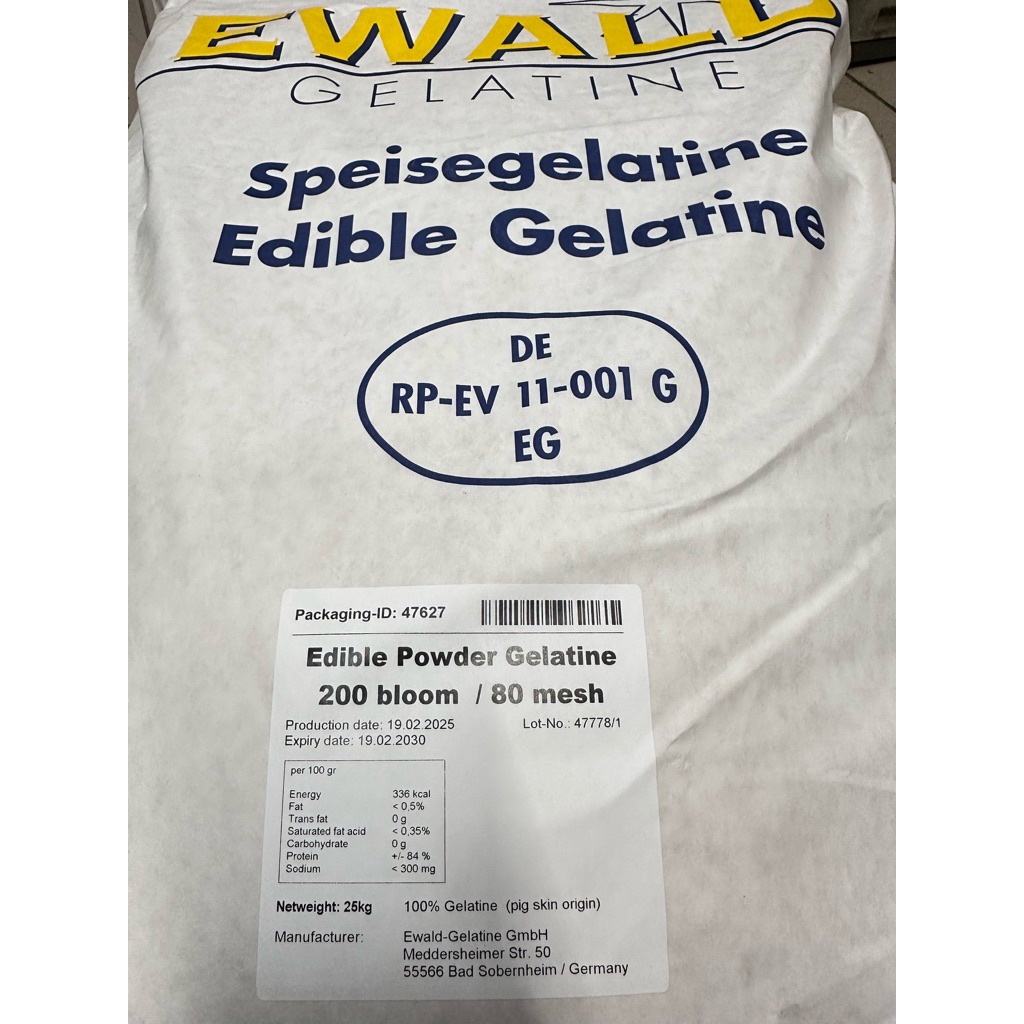 EWALD
GELATINE
Speisegelatine
Edible Gelatine
DE
RP-EV 11-001 G
EG
Packaging-ID: 47627
Edible Powder Gelatine
200 bloom / 80 mesh
Production date: 19.02.2025 Lot-No.: 47778/1
Expiry date: 19.02.2030
per 100 gr
Energy 336 kcal
Fat < 0,5%
Trans fat 0 g
Saturated fat acid < 0,35%
Carbohydrate 0 g
Protein +/- 84 %
Sodium < 300 mg
Netweight: 25kg 100% Gelatine (pig skin origin)
Manufacturer: Ewald-Gelatine GmbH
Meddersheimer Str. 50
55566 Bad Sobernheim / Germany